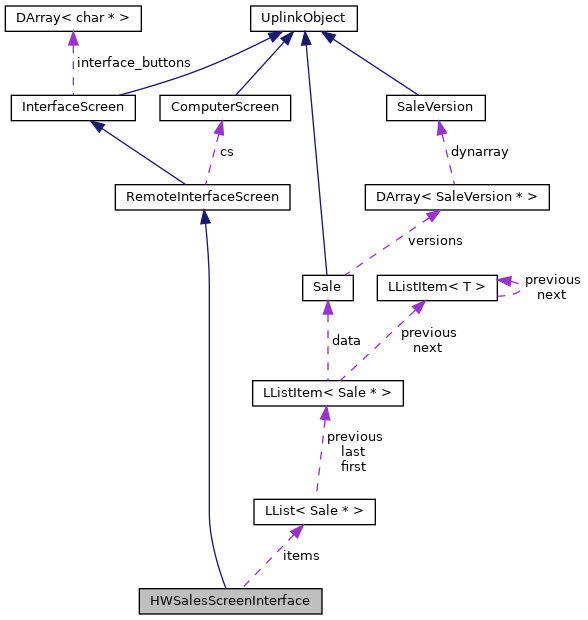 DArray< char * >
UplinkObject
interface_buttons
InterfaceScreen
ComputerScreen
SaleVersion
cs
dynarray
RemoteInterfaceScreen
DArray< SaleVersion * >
versions
Sale
LListItem< T >
previous
next
data
previous
next
LListItem< Sale * >
previous
last
first
LList< Sale * >
items
HWSalesScreenInterface